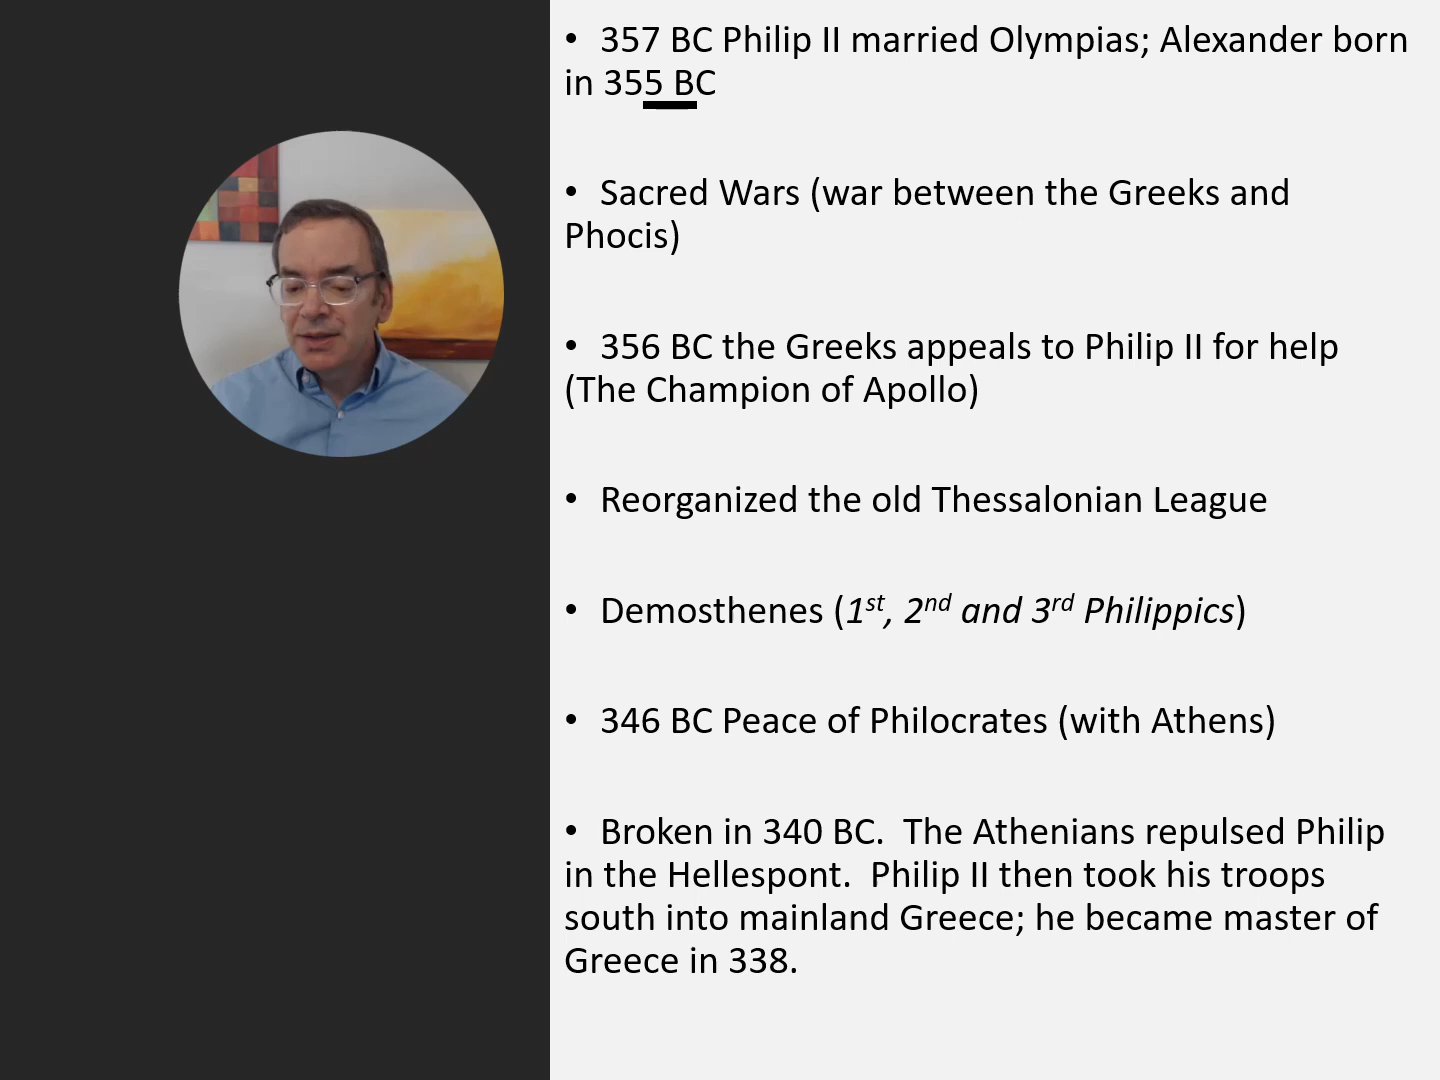 • 357 BC Philip II married Olympias; Alexander born
in 355 BC
• Sacred Wars (war between the Greeks and
Phocis)
• 356 BC the Greeks appeals to Philip II for help
(The Champion of Apollo)
• Reorganized the old Thessalonian League
• Demosthenes (1st, 2nd and 3rd Philippics)
• 346 BC Peace of Philocrates (with Athens)
• Broken in 340 BC.  The Athenians repulsed Philip
in the Hellespont.  Philip II then took his troops
south into mainland Greece; he became master of
Greece in 338.